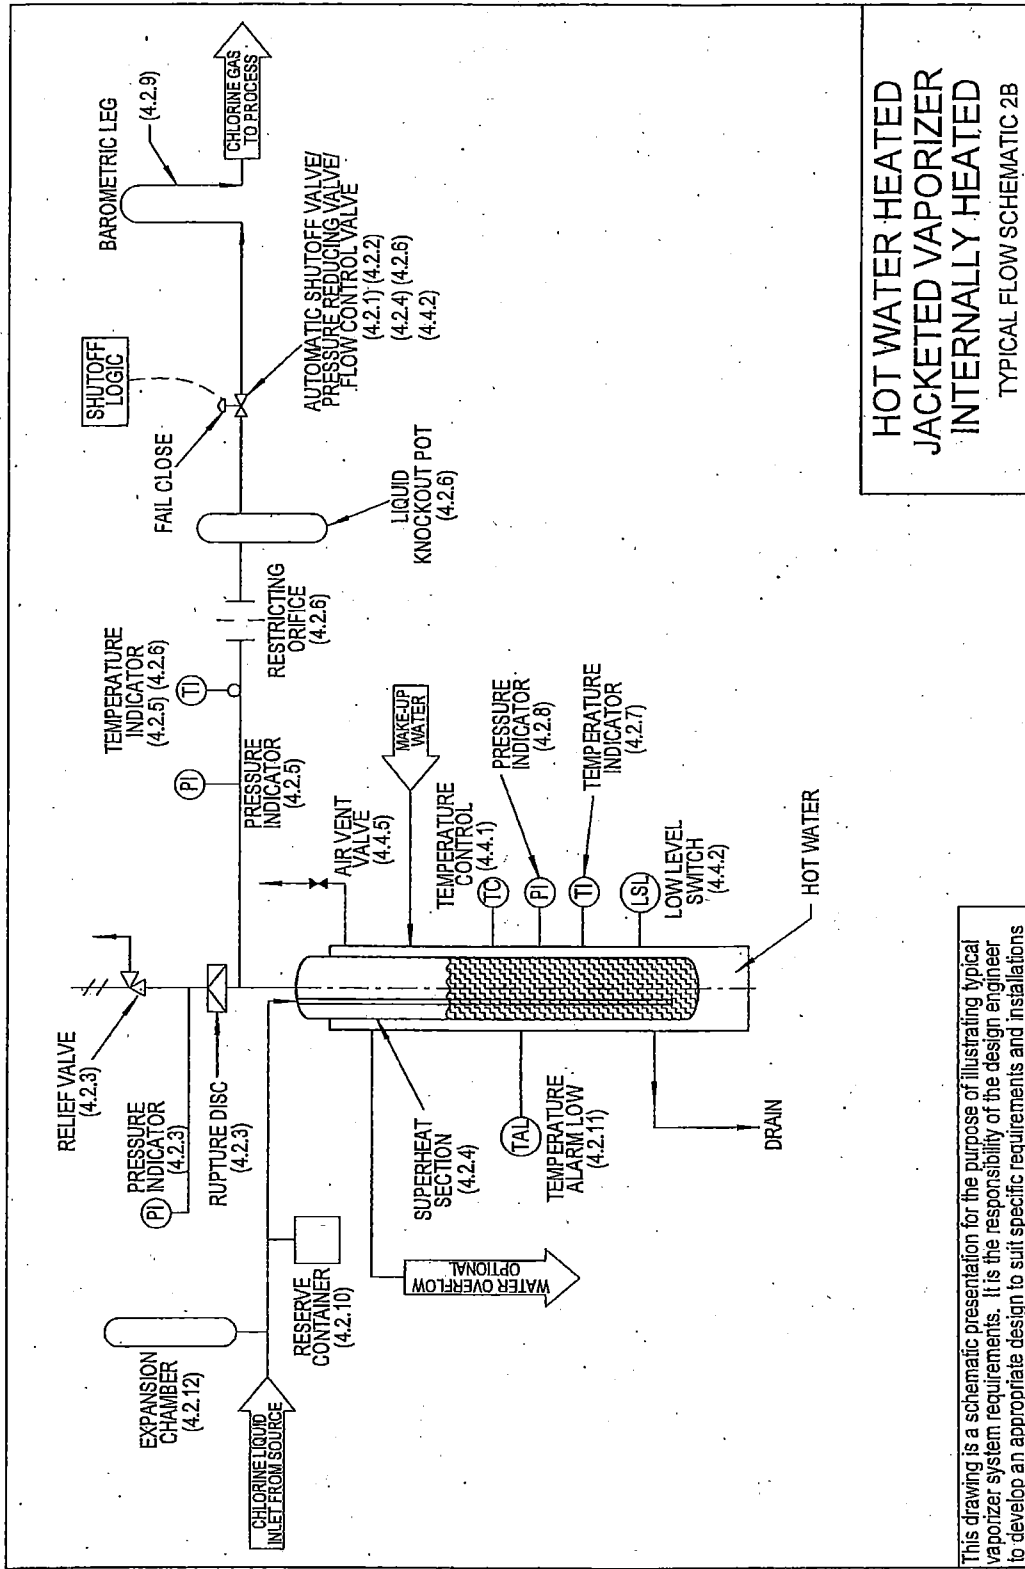 BAROMETRIC LEG
(4.2.9)
CHLORINE GAS
TO PROCESS
SHUTOFF
LOGIC
FAIL CLOSE
AUTOMATIC SHUTOFF VALVE/
PRESSURE REDUCING VALVE/
FLOW CONTROL VALVE
(4.2.1) (4.2.2)
(4.2.4) (4.2.6)
(4.4.2)
LIQUID
KNOCKOUT POT
(4.2.6)
RESTRICTING
ORIFICE
(4.2.6)
TEMPERATURE
INDICATOR
(4.2.5) (4.2.6)
TI
PI
PRESSURE
INDICATOR
(4.2.5)
RELIEF VALVE
(4.2.3)
PRESSURE
INDICATOR
(4.2.3)
PI
RUPTURE DISC
(4.2.3)
EXPANSION
CHAMBER
(4.2.12)
CHLORINE LIQUID
INLET FROM SOURCE
RESERVE
CONTAINER
(4.2.10)
AIR VENT
VALVE
(4.4.5)
MAKE-UP
WATER
TEMPERATURE
CONTROL
(4.4.1)
TC
PRESSURE
INDICATOR
(4.2.8)
PI
TEMPERATURE
INDICATOR
(4.2.7)
TI
LSL
LOW LEVEL
SWITCH
(4.4.2)
HOT WATER
SUPERHEAT
SECTION
(4.2.4)
TAL
TEMPERATURE
ALARM LOW
(4.2.11)
WATER OVERFLOW
OPTIONAL
DRAIN
HOT WATER HEATED
JACKETED VAPORIZER
INTERNALLY HEATED
TYPICAL FLOW SCHEMATIC 2B
This drawing is a schematic presentation for the purpose of illustrating typical
vaporizer system requirements. It is the responsibility of the design engineer
to develop an appropriate design to suit specific requirements and installations